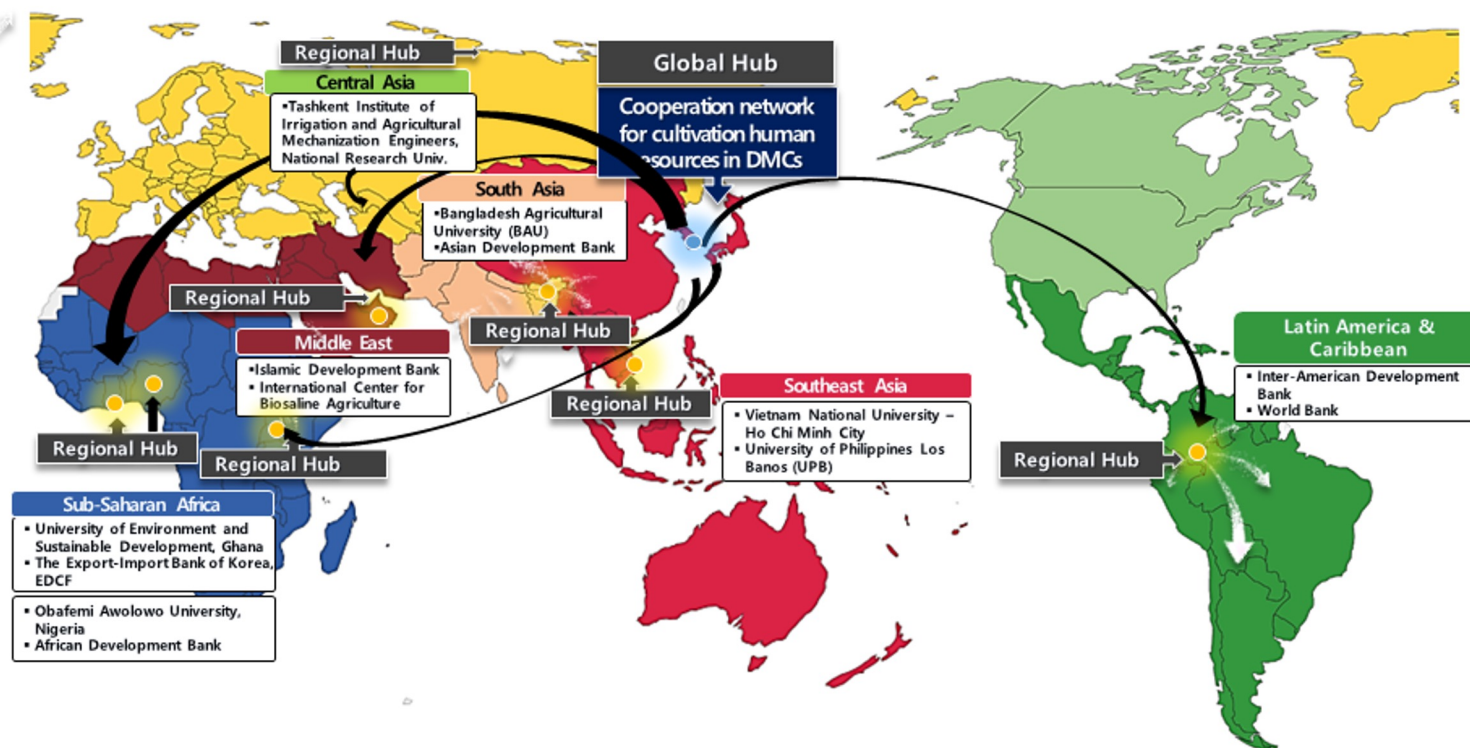 Regional Hub
Central Asia
▪Tashkent Institute of
Irrigation and Agricultural
Mechanization Engineers,
National Research Univ.
Global Hub
Cooperation network
for cultivation human
esources in DMCs
South Asia
▪Bangladesh Agricultural
University (BAU)
▪Asian Development Bank
Regional Hub
Regional Hub
Middle East
▪Islamic Development Bank
▪ International Center for
Biosaline Agriculture
Regional Hub
Southeast Asia
▪ Vietnam National University –
Ho Chi Minh City
▪ University of Philippines Los
Banos (UPB)
Latin America &
Caribbean
▪ Inter-American Development
Bank
▪ World Bank
Regional Hub
Regional Hub
Regional Hub
Sub-Saharan Africa
▪ University of Environment and
Sustainable Development, Ghana
▪ The Export-Import Bank of Korea,
EDCF
▪ Obafemi Awolowo University,
Nigeria
▪ African Development Bank